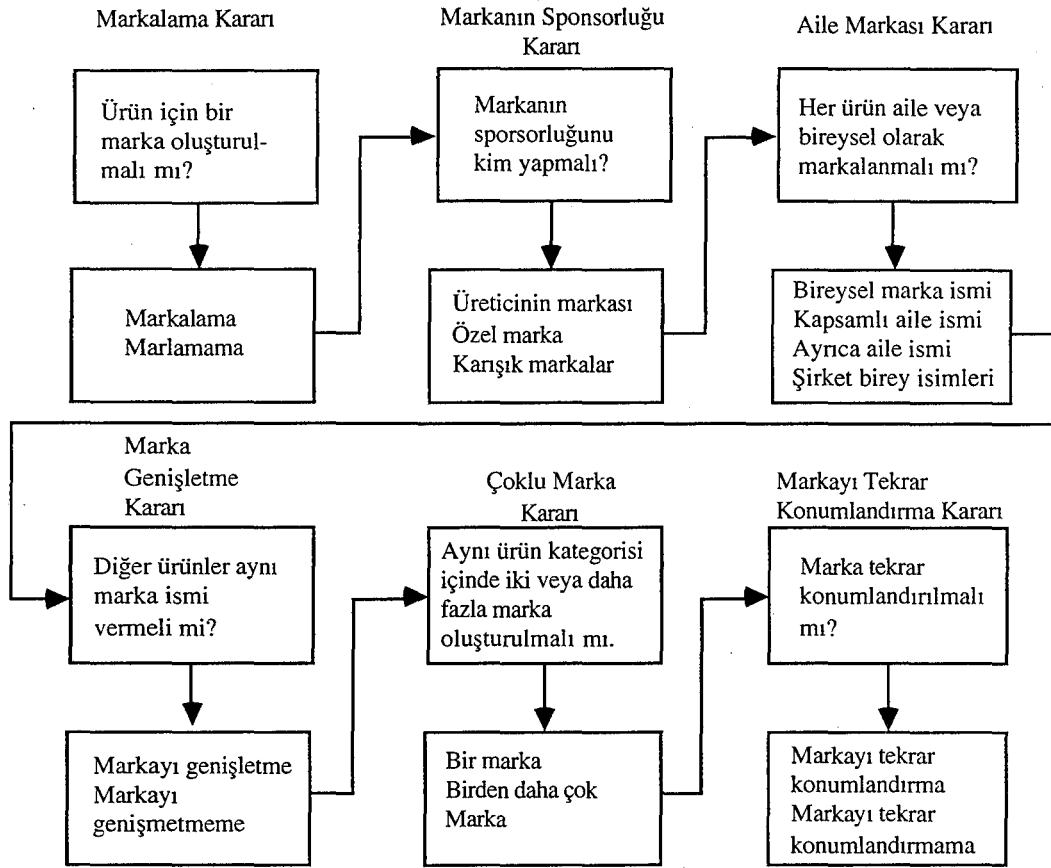 Markalama Kararı
Ürün için bir
marka oluşturul-
malı mı?
Markalama
Marlamama
Markanın Sponsorluğu
Kararı
Markanın
sporsorluğunu
kim yapmalı?
Üreticinin markası
Özel marka
Karışık markalar
Aile Markası Kararı
Her ürün aile veya
bireysel olarak
markalanmalı mı?
Bireysel marka ismi
Kapsamlı aile ismi
Ayrıca aile ismi
Şirket birey isimleri
Marka
Genişletme
Kararı
Diğer ürünler aynı
marka ismi
vermeli mi?
Markayı genişletme
Markayı
genişmetmeme
Çoklu Marka
Kararı
Aynı ürün kategorisi
içinde iki veya daha
fazla marka
oluşturulmalı mı.
Bir marka
Birden daha çok
Marka
Markayı Tekrar
Konumlandırma Kararı
Marka tekrar
konumlandırılmalı
mı?
Markayı tekrar
konumlandırma
Markayı tekrar
konumlandırmama